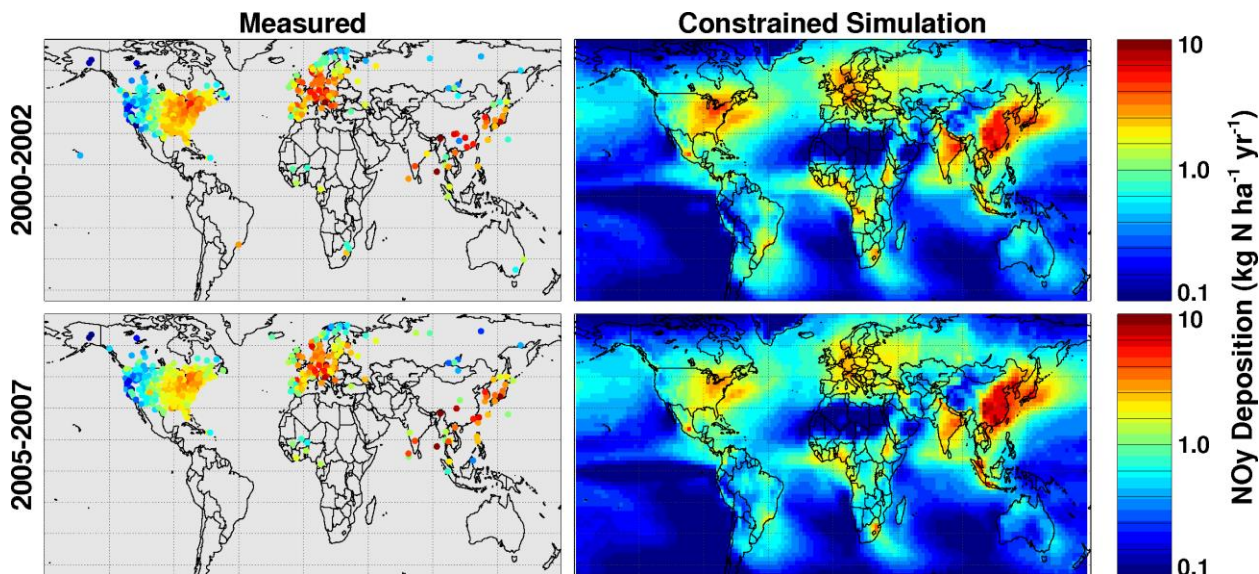 Measured
Constrained Simulation
2000-2002
10
1.0
0.1
2005-2007
10
1.0
0.1
NOy Deposition (kg N ha⁻¹ yr⁻¹)